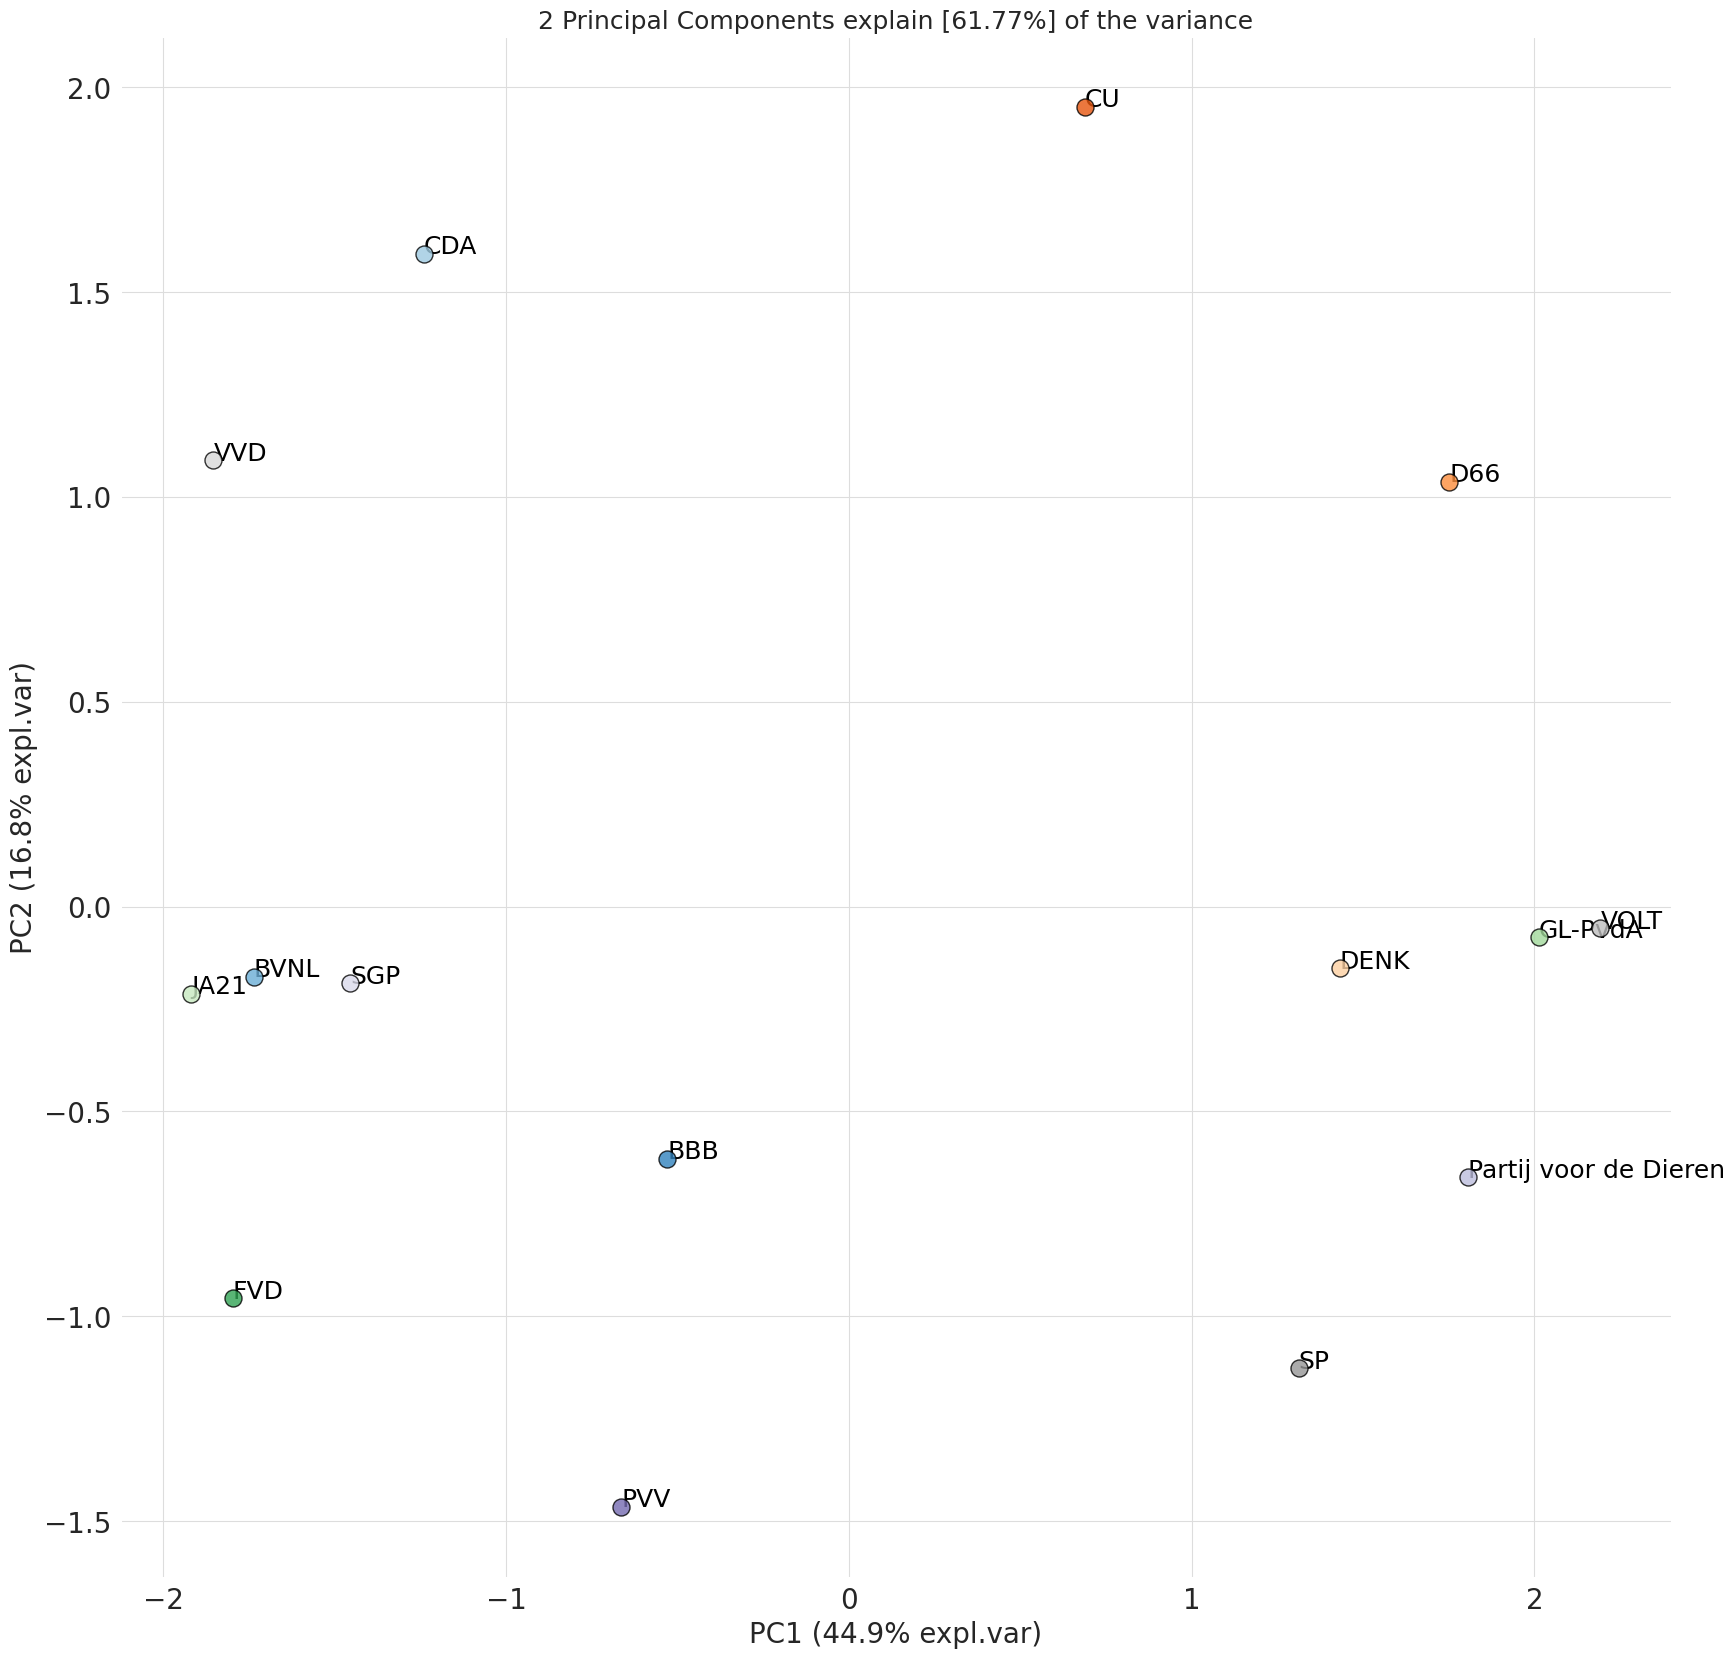 2 Principal Components explain [61.77%] of the variance
2.0
CU
CDA
1.5
VVD
D66
1.0
0.5
PC2 (16.8% expl.var)
0.0
VOLT
GL-PvdA
BVNL
SGP
DENK
JA21
−0.5
BBB
Partij voor de Dieren
FVD
−1.0
SP
PVV
−1.5
−2
−1
0
1
2
PC1 (44.9% expl.var)